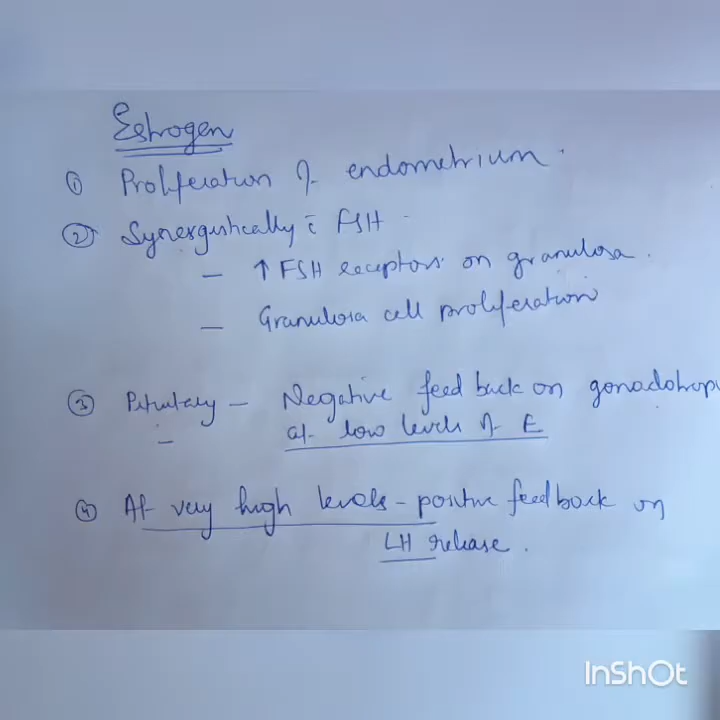 Estrogen
① Proliferation of endometrium.
② Synergistically c̄ FSH.
— ↑ FSH receptors on granulosa.
— Granulosa cell proliferation
③ Pituitary — Negative feed back on gonadotrop
at low levels of E
④ At very high levels – positive feedback on
LH release.
InShOt